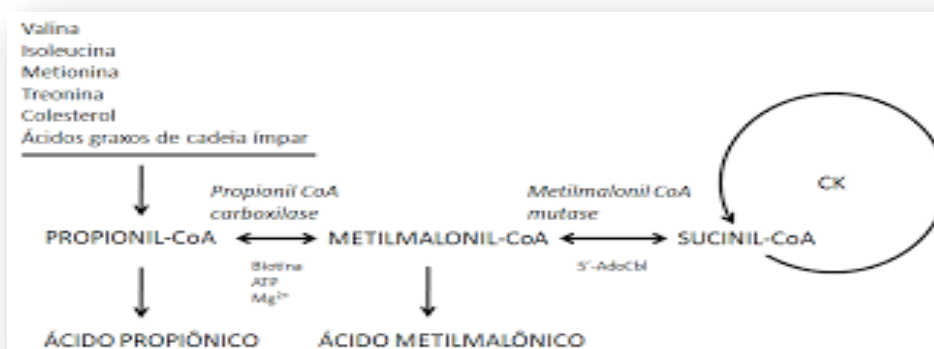 Valina
Isoleucina
Metionina
Treonina
Colesterol
Ácidos graxos de cadeia ímpar
Propionil CoA
carboxilase
Metilmalonil CoA
mutase
CK
PROPIONIL-CoA
METILMALONIL-CoA
SUCINIL-CoA
Biotina
ATP
Mg²⁺
5'-AdoCbl
ÁCIDO PROPIÔNICO
ÁCIDO METILMALÔNICO